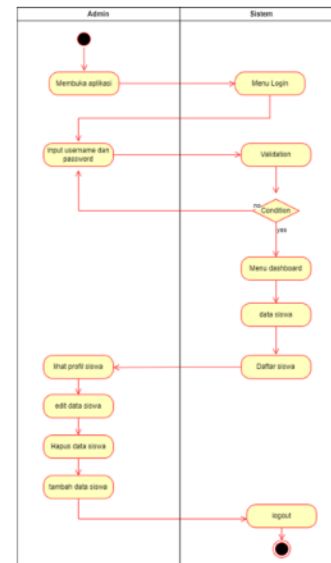 Admin
Sistem
Membuka aplikasi
Menu Login
Input username dan
password
Validation
Condition
no
yes
Menu dashboard
data siswa
Daftar siswa
lihat profil siswa
edit data siswa
Hapus data siswa
tambah data siswa
logout